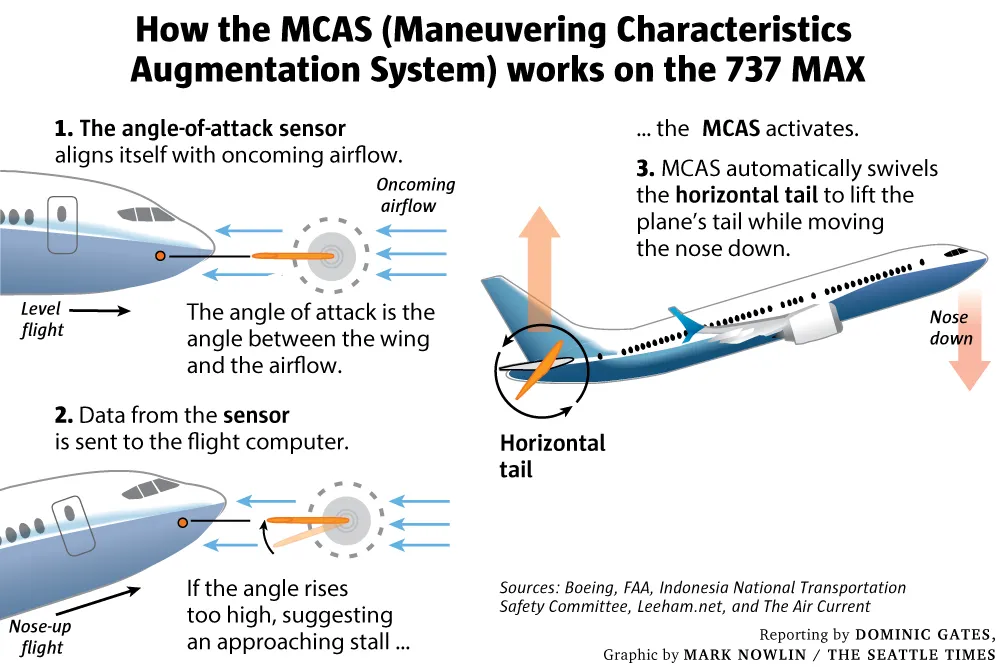 How the MCAS (Maneuvering Characteristics
Augmentation System) works on the 737 MAX
1. The angle-of-attack sensor
aligns itself with oncoming airflow.
Oncoming
airflow
Level
flight
The angle of attack is the
angle between the wing
and the airflow.
2. Data from the sensor
is sent to the flight computer.
Nose-up
flight
If the angle rises
too high, suggesting
an approaching stall ...
... the MCAS activates.
3. MCAS automatically swivels
the horizontal tail to lift the
plane’s tail while moving
the nose down.
Nose
down
Horizontal
tail
Sources: Boeing, FAA, Indonesia National Transportation
Safety Committee, Leeham.net, and The Air Current
Reporting by DOMINIC GATES,
Graphic by MARK NOWLIN / THE SEATTLE TIMES